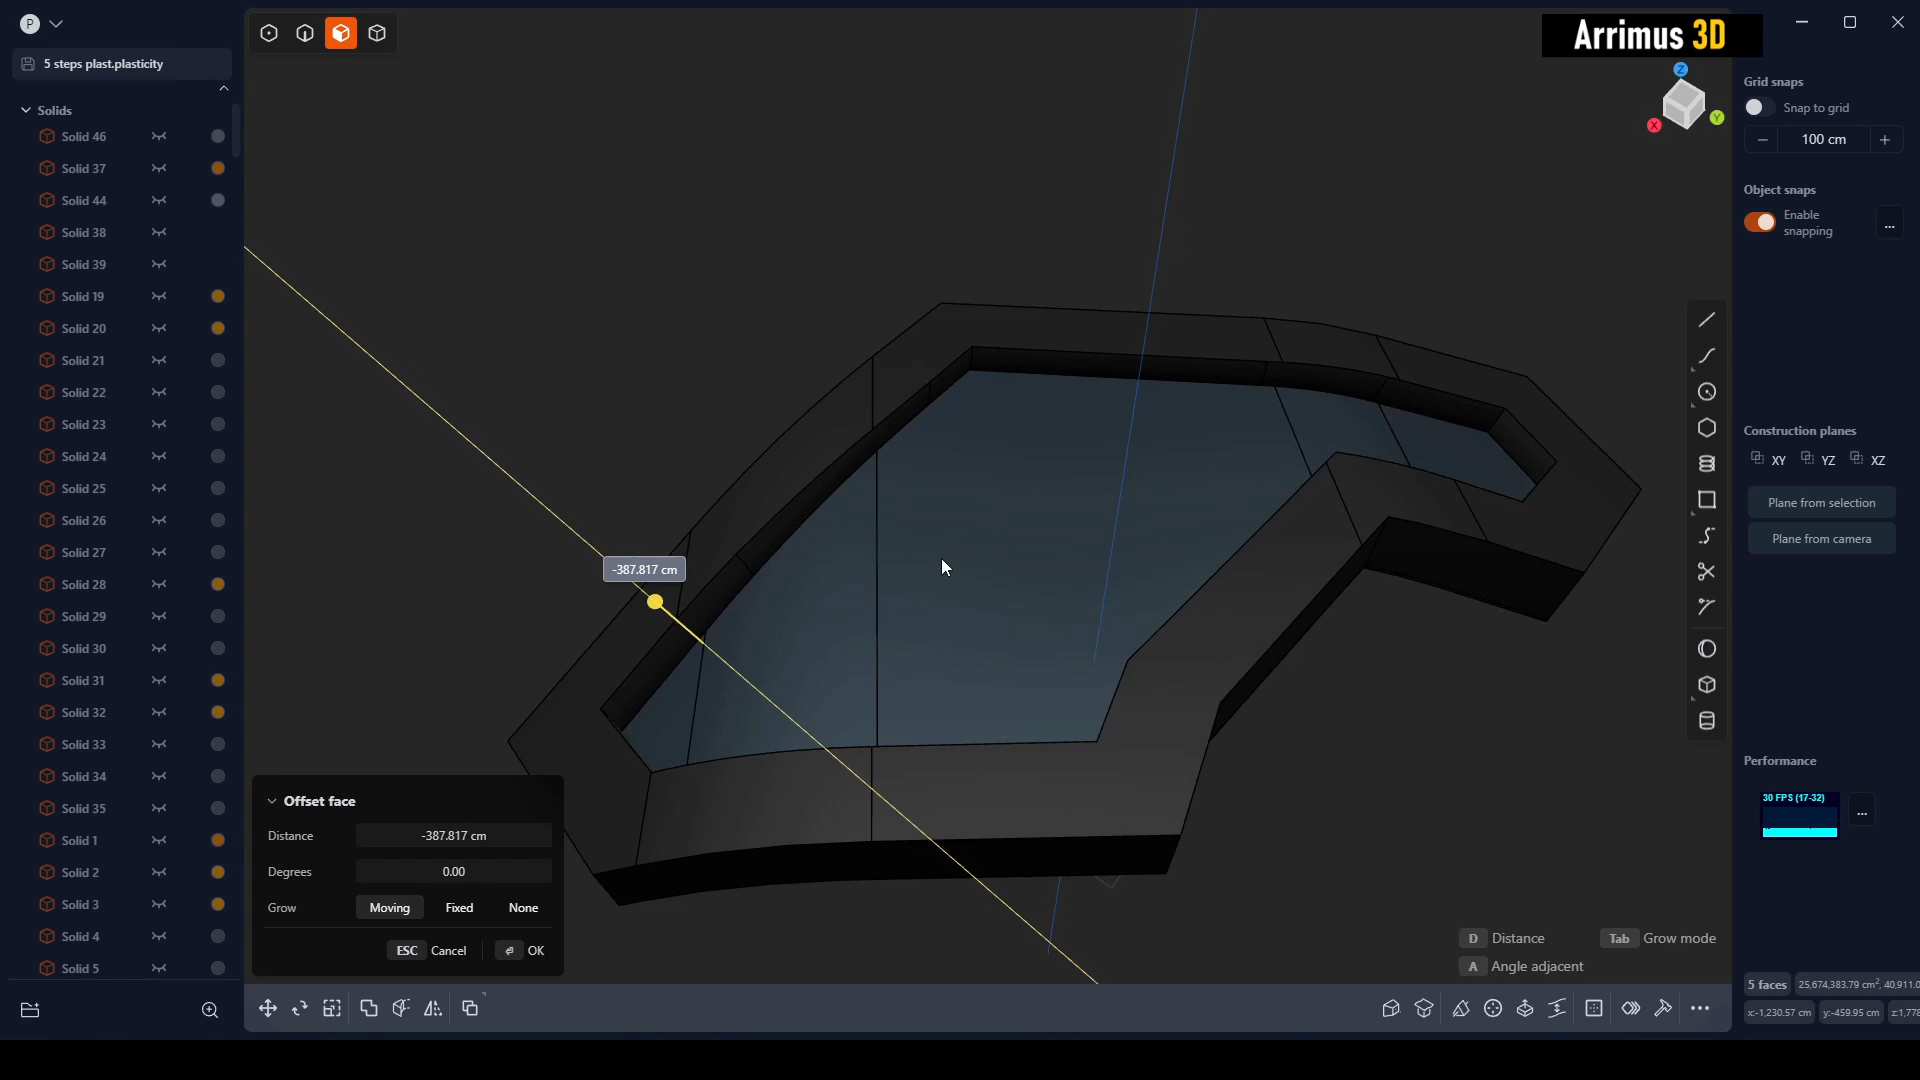 P
5 steps plast.plasticity
Solids
Solid 46
Solid 37
Solid 44
Solid 38
Solid 39
Solid 19
Solid 20
Solid 21
Solid 22
Solid 23
Solid 24
Solid 25
Solid 26
Solid 27
Solid 28
Solid 29
Solid 30
Solid 31
Solid 32
Solid 33
Solid 34
Solid 35
Solid 1
Solid 2
Solid 3
Solid 4
Solid 5
-387.817 cm
Offset face
Distance -387.817 cm
Degrees 0.00
Grow Moving Fixed None
ESC Cancel OK
D Distance Tab Grow mode
A Angle adjacent
Arrimus 3D
Z
X
Y
Grid snaps
Snap to grid
100 cm
Object snaps
Enable
snapping
...
Construction planes
XY YZ XZ
Plane from selection
Plane from camera
Performance
30 FPS (17-32)
...
5 faces 25,674,383.79 cm², 40,911.0
x:-1,230.57 cm y:-459.95 cm z:1,778